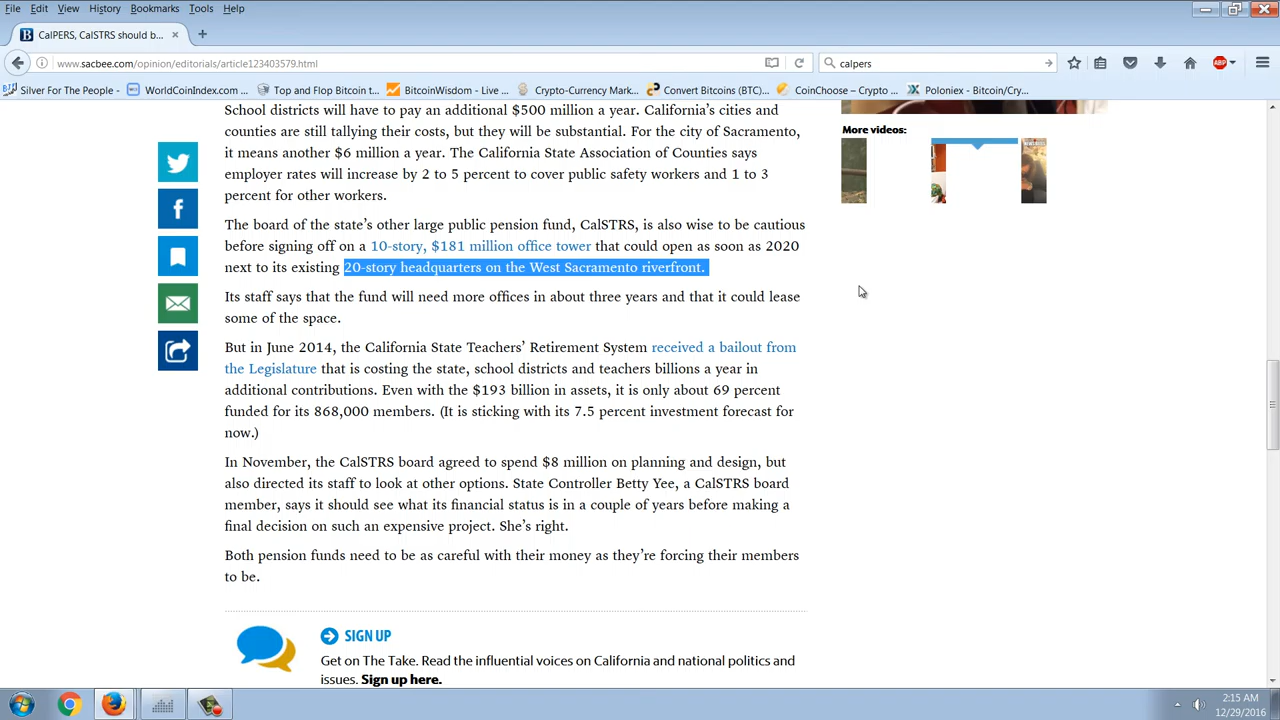 File Edit View History Bookmarks Tools Help
CalPERS, CalSTRS should b...
www.sacbee.com/opinion/editorials/article123403579.html
calpers
ABP
Silver For The People - WorldCoinIndex.com ... Top and Flop Bitcoin t... BitcoinWisdom - Live ... Crypto-Currency Mark... Convert Bitcoins (BTC)... CoinChoose – Crypto ... Poloniex - Bitcoin/Cry...
School districts will have to pay an additional $500 million a year. California's cities and
counties are still tallying their costs, but they will be substantial. For the city of Sacramento,
it means another $6 million a year. The California State Association of Counties says
employer rates will increase by 2 to 5 percent to cover public safety workers and 1 to 3
percent for other workers.
The board of the state's other large public pension fund, CalSTRS, is also wise to be cautious
before signing off on a 10-story, $181 million office tower that could open as soon as 2020
next to its existing 20-story headquarters on the West Sacramento riverfront.
Its staff says that the fund will need more offices in about three years and that it could lease
some of the space.
But in June 2014, the California State Teachers' Retirement System received a bailout from
the Legislature that is costing the state, school districts and teachers billions a year in
additional contributions. Even with the $193 billion in assets, it is only about 69 percent
funded for its 868,000 members. (It is sticking with its 7.5 percent investment forecast for
now.)
In November, the CalSTRS board agreed to spend $8 million on planning and design, but
also directed its staff to look at other options. State Controller Betty Yee, a CalSTRS board
member, says it should see what its financial status is in a couple of years before making a
final decision on such an expensive project. She's right.
Both pension funds need to be as careful with their money as they're forcing their members
to be.
SIGN UP
Get on The Take. Read the influential voices on California and national politics and
issues. Sign up here.
More videos:
2:15 AM
12/29/2016